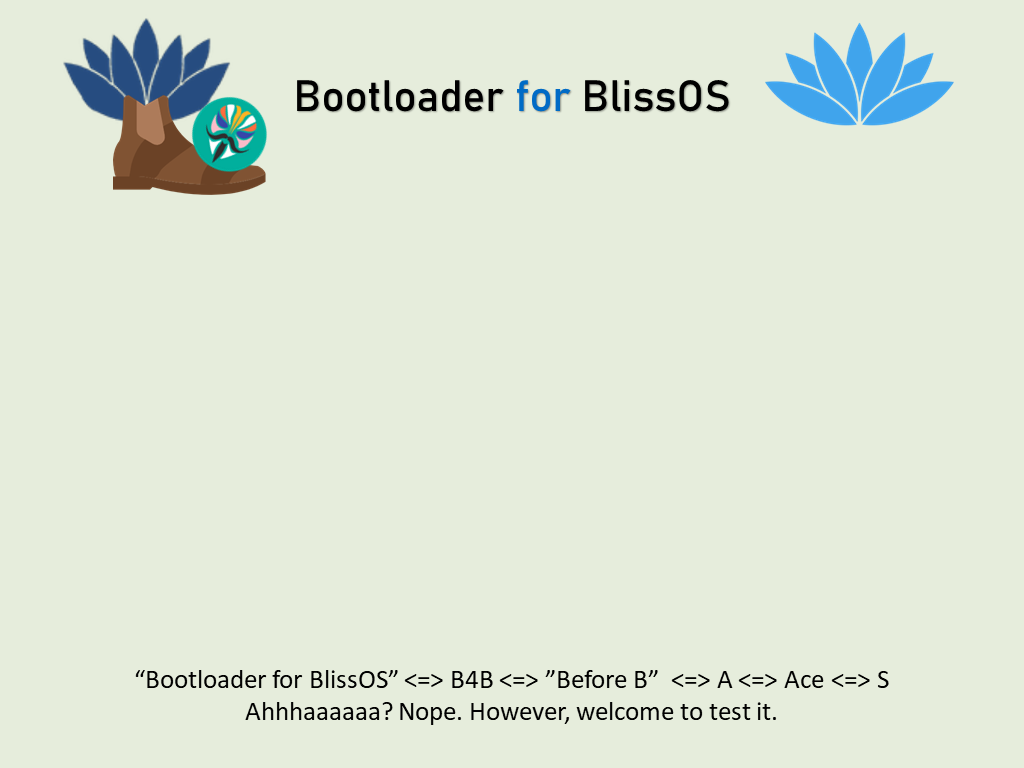 Bootloader for BlissOS
“Bootloader for BlissOS” <=> B4B <=> ”Before B” <=> A <=> Ace <=> S
Ahhhaaaaaa? Nope. However, welcome to test it.